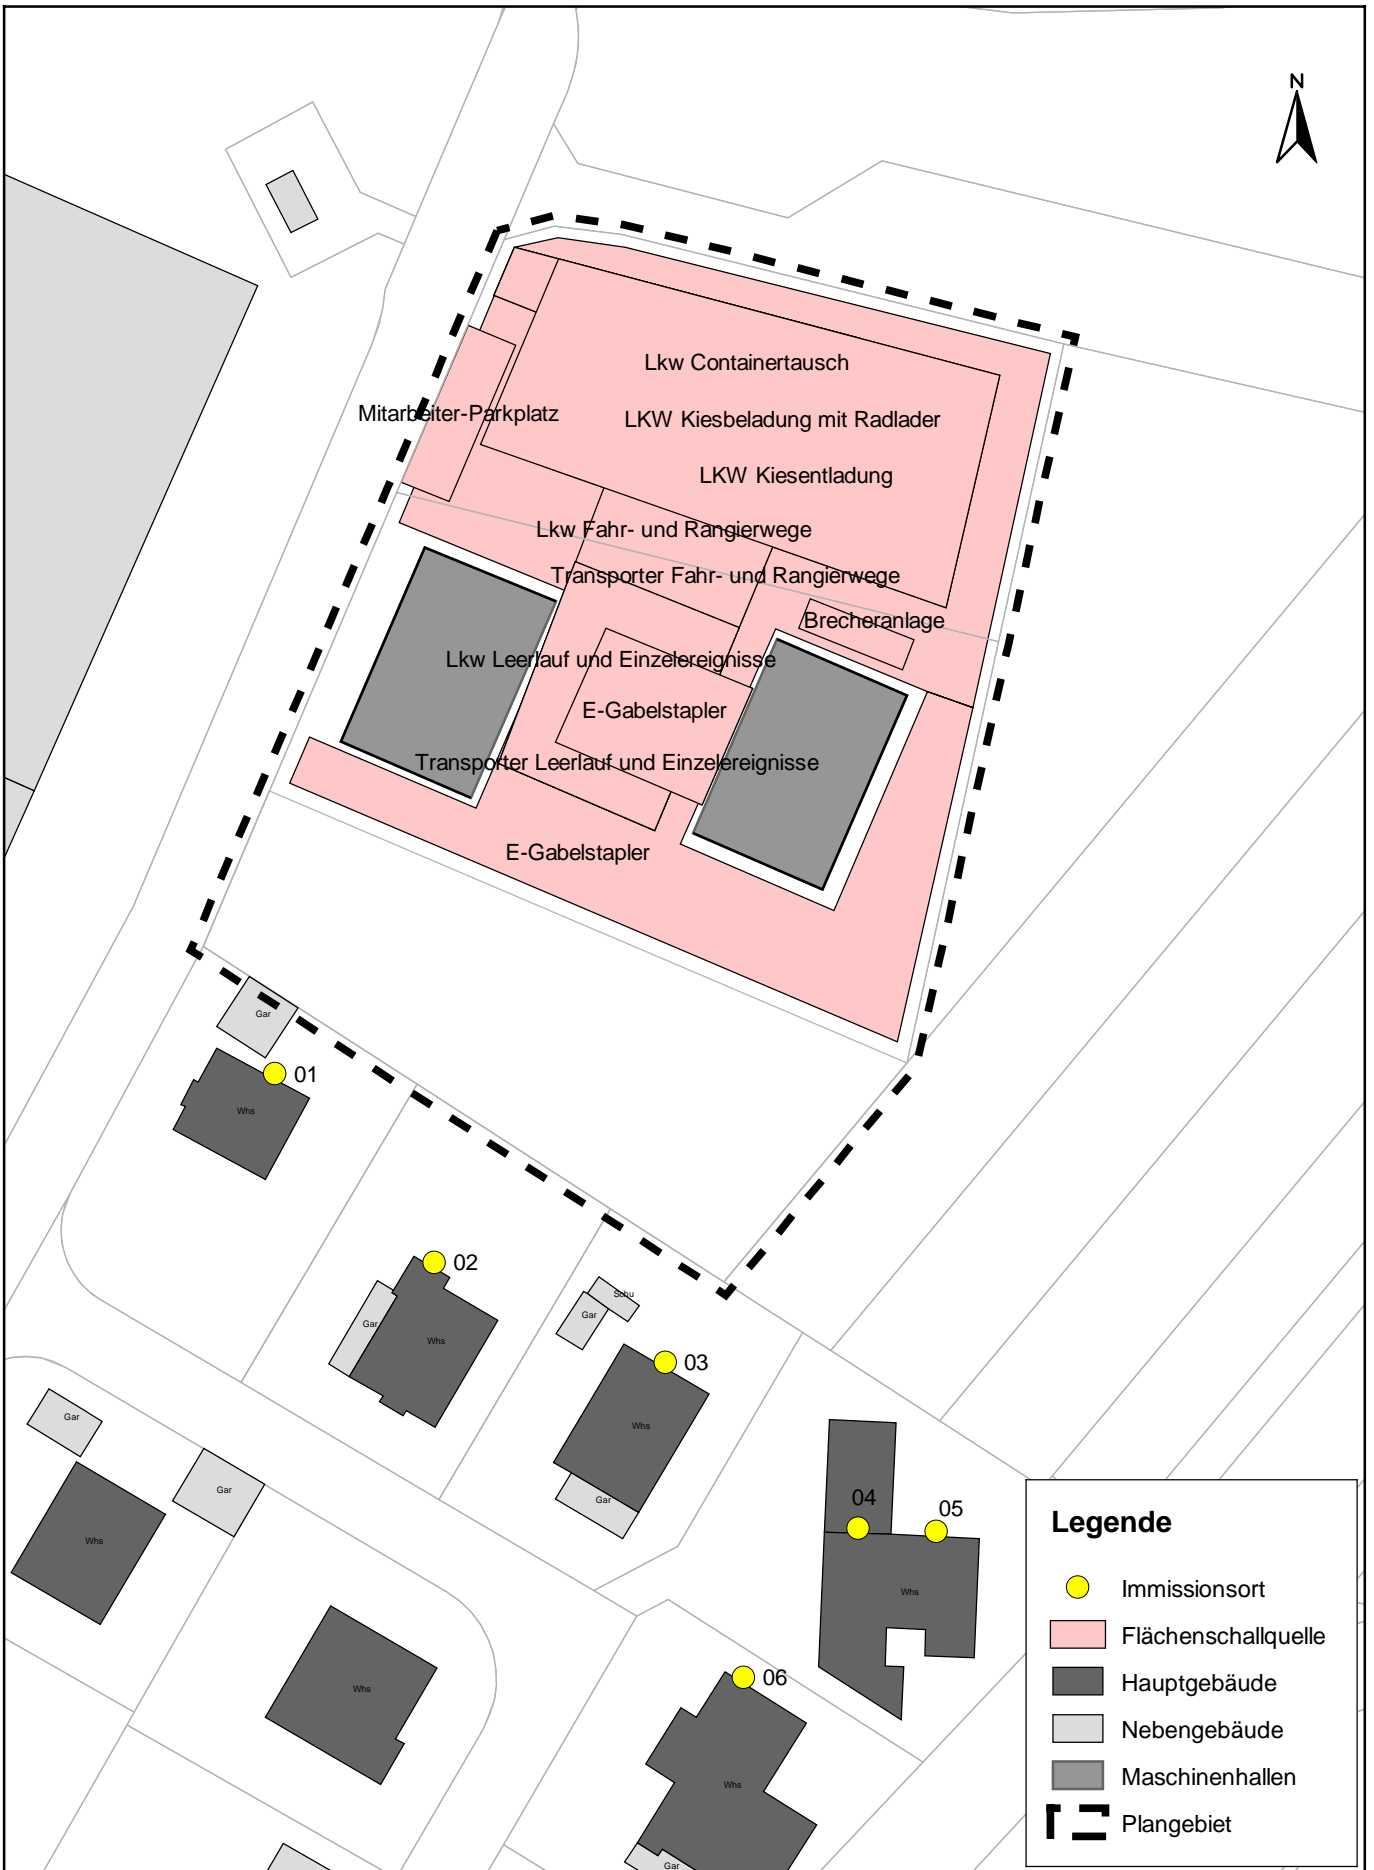 N
Lkw Containertausch
Mitarbeiter-Parkplatz
LKW Kiesbeladung mit Radlader
LKW Kiesentladung
Lkw Fahr- und Rangierwege
Transporter Fahr- und Rangierwege
Brecheranlage
Lkw Leerlauf und Einzelereignisse
E-Gabelstapler
Transporter Leerlauf und Einzelereignisse
E-Gabelstapler
Gar
01
Whs
02
Schu
Gar
Gar
Whs
03
Gar
Whs
Gar
Gar
04
05
Whs
Whs
Whs
06
Whs
Gar
Legende
Immissionsort
Flächenschallquelle
Hauptgebäude
Nebengebäude
Maschinenhallen
Plangebiet